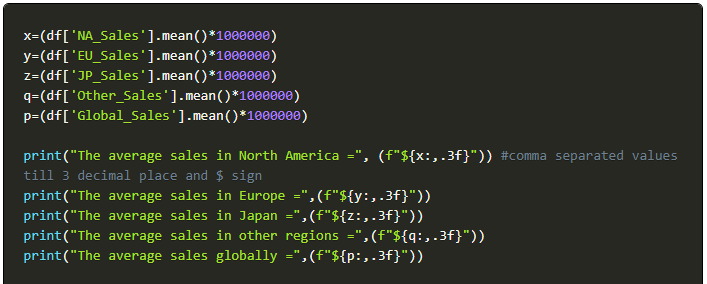 x=(df['NA_Sales'].mean()*1000000)
y=(df['EU_Sales'].mean()*1000000)
z=(df['JP_Sales'].mean()*1000000)
q=(df['Other_Sales'].mean()*1000000)
p=(df['Global_Sales'].mean()*1000000)
print("The average sales in North America =", (f"${x:,.3f}")) #comma separated values
till 3 decimal place and $ sign
print("The average sales in Europe =",(f"${y:,.3f}"))
print("The average sales in Japan =",(f"${z:,.3f}"))
print("The average sales in other regions =",(f"${q:,.3f}"))
print("The average sales globally =",(f"${p:,.3f}"))